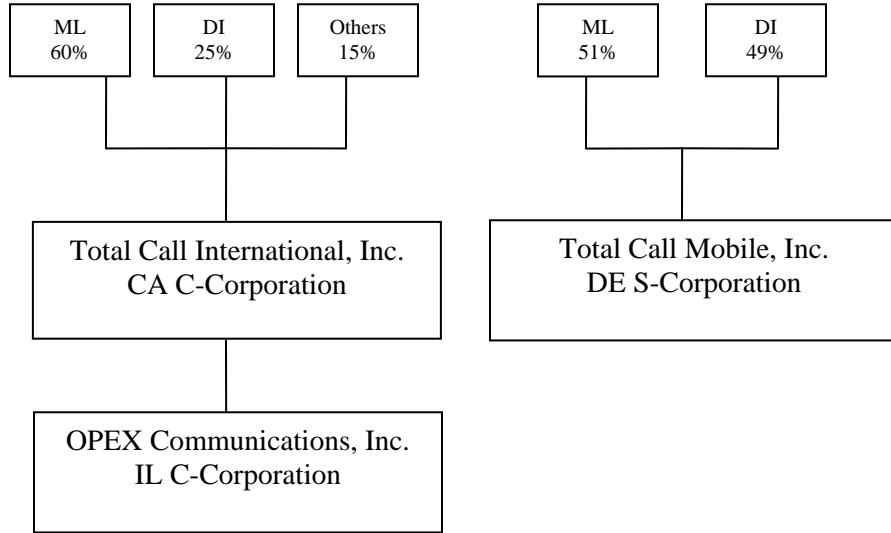 ML
60%
DI
25%
Others
15%
ML
51%
DI
49%
Total Call International, Inc.
CA C-Corporation
Total Call Mobile, Inc.
DE S-Corporation
OPEX Communications, Inc.
IL C-Corporation